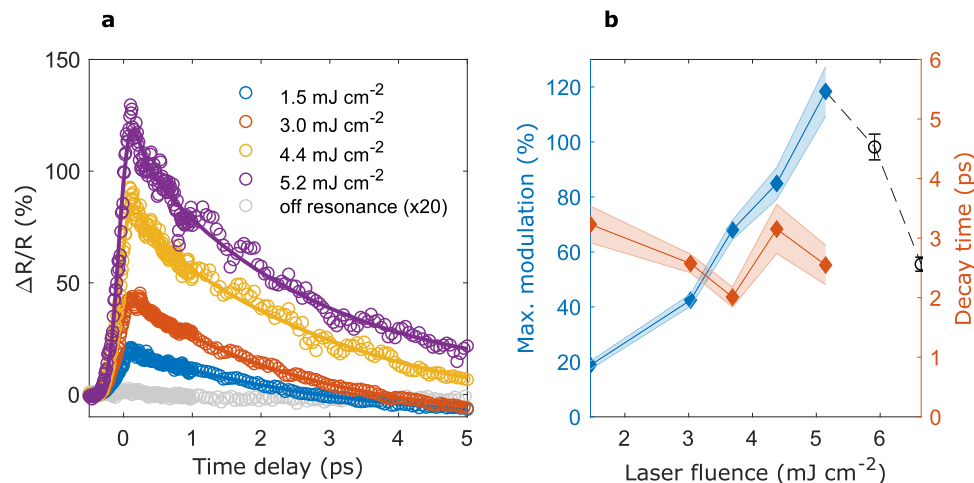 a
b
150
100
50
0
ΔR/R (%)
1.5 mJ cm⁻²
3.0 mJ cm⁻²
4.4 mJ cm⁻²
5.2 mJ cm⁻²
off resonance (x20)
0 1 2 3 4 5
Time delay (ps)
120
100
80
60
40
20
0
Max. modulation (%)
6
5
4
3
2
1
0
Decay time (ps)
2 3 4 5 6
Laser fluence (mJ cm⁻²)